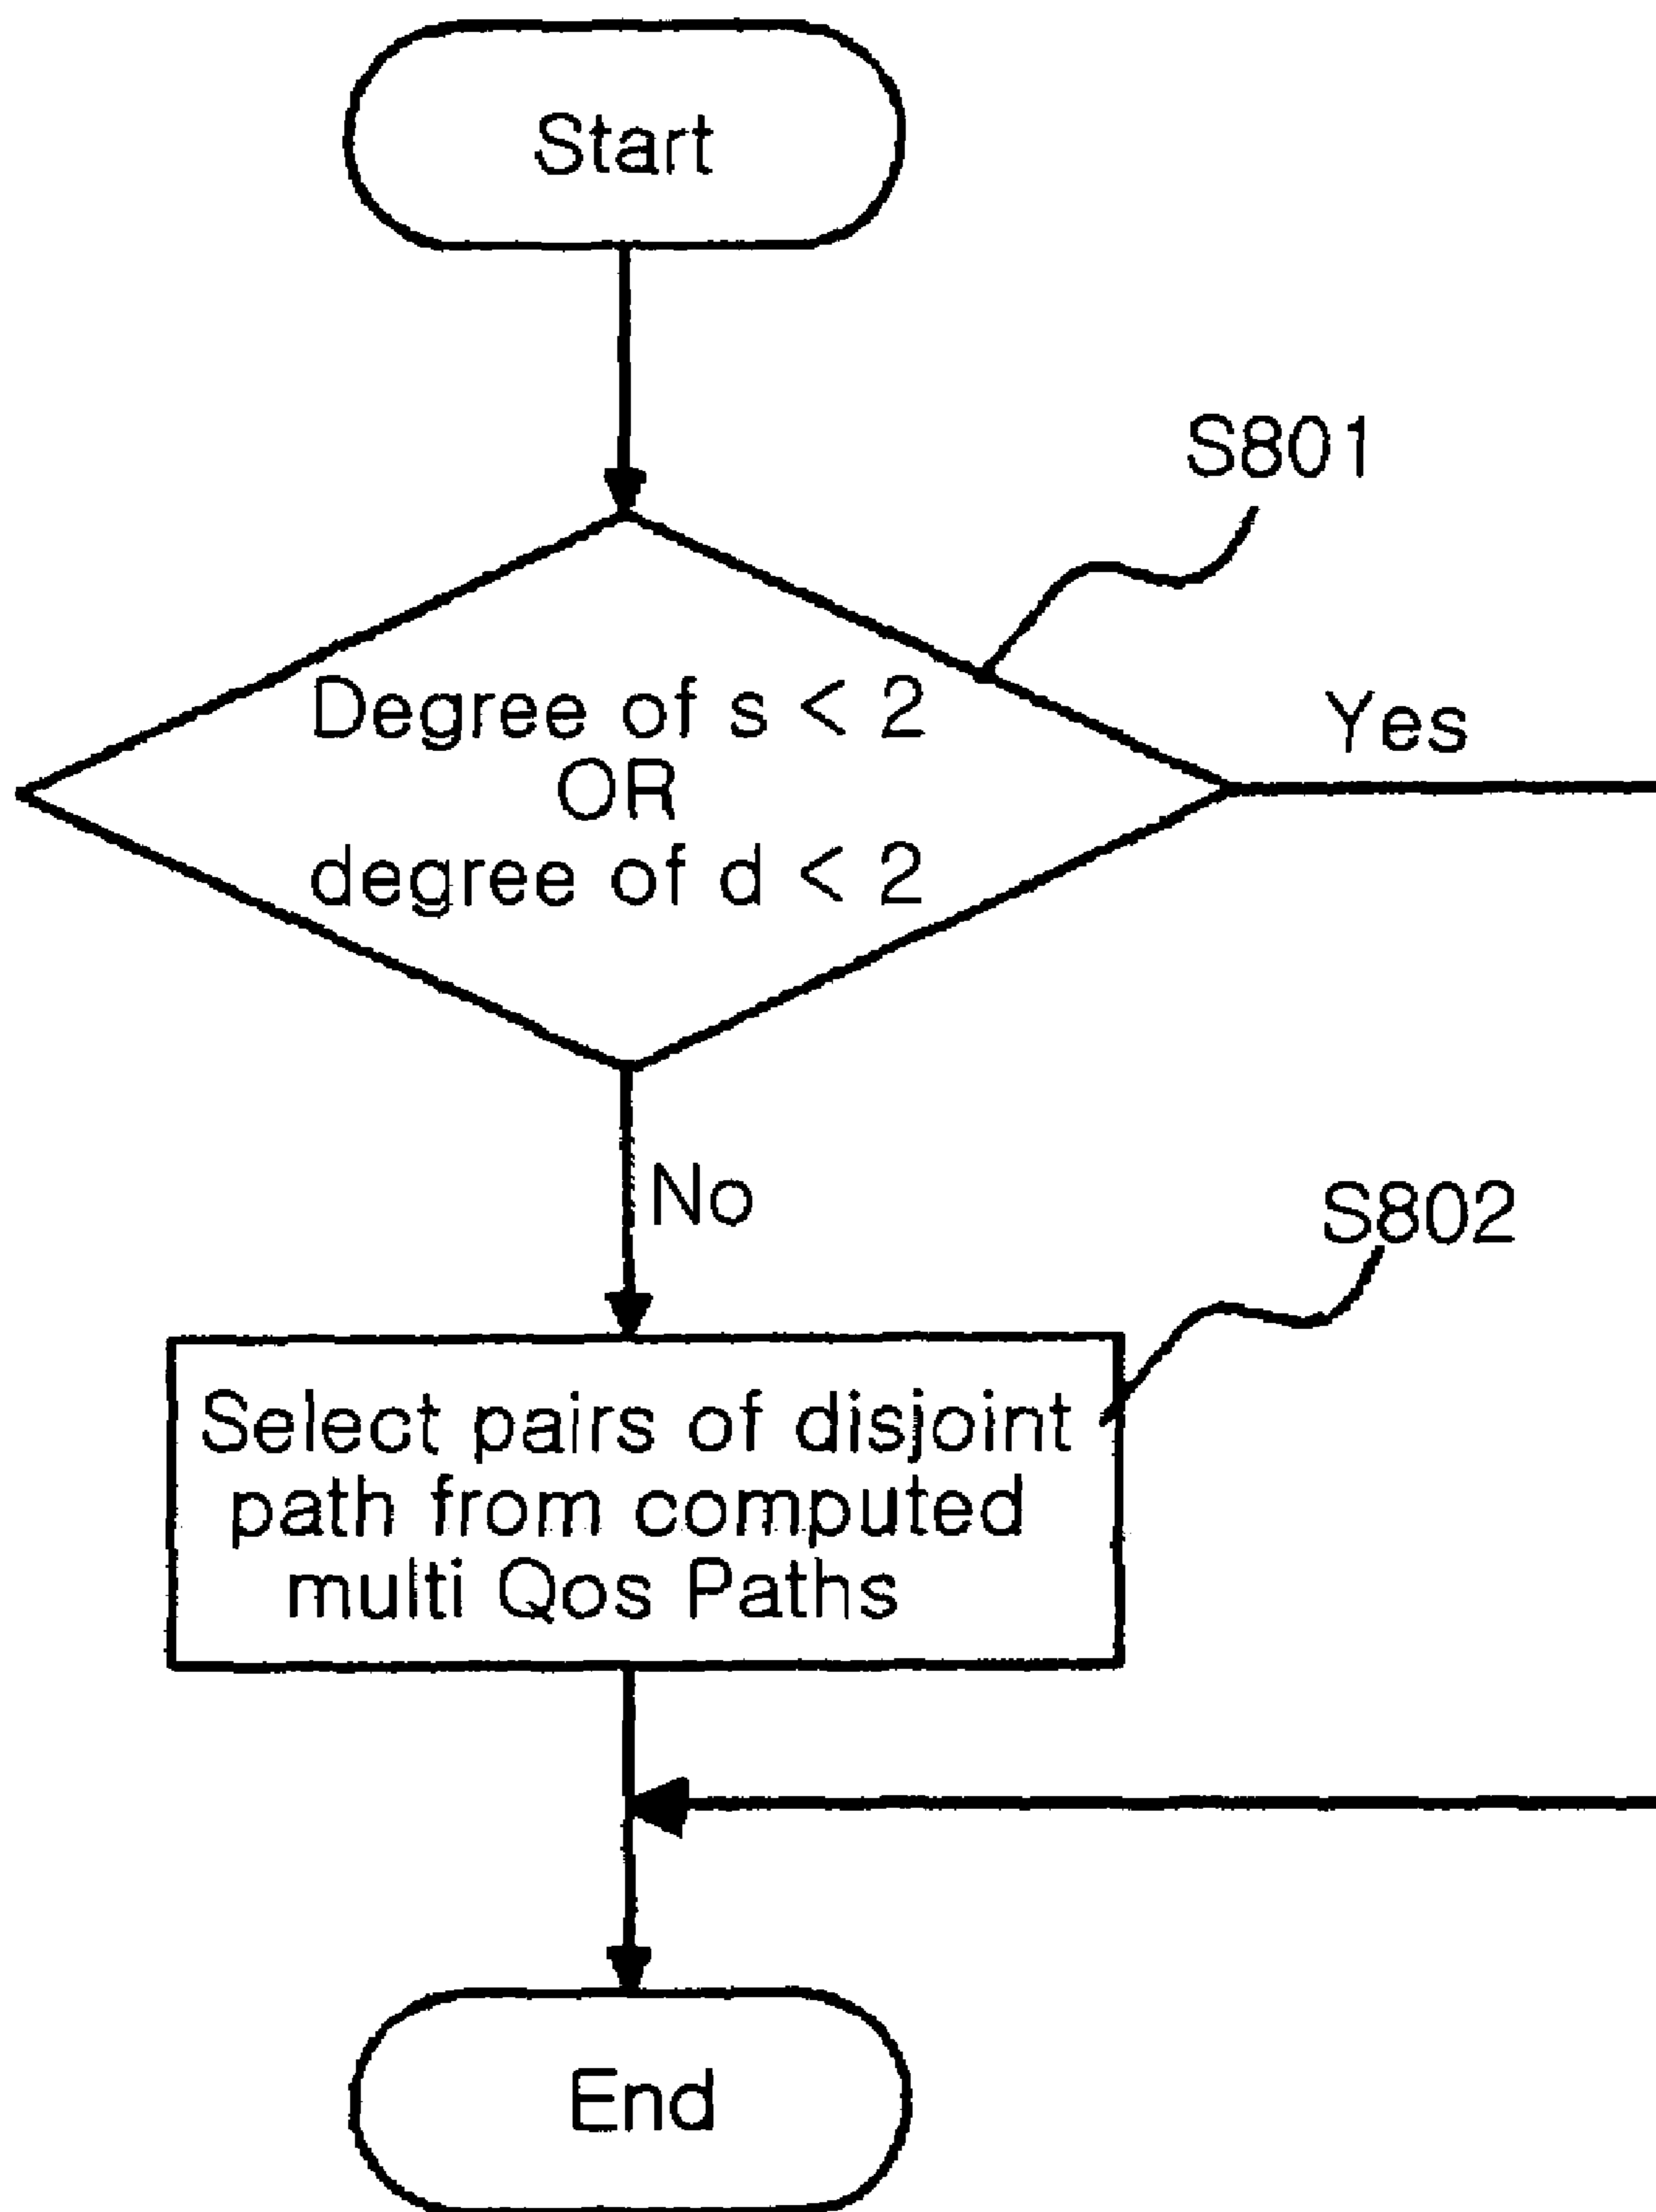 Start
S801
Degree of s < 2
OR
degree of d < 2
Yes
No
S802
Select pairs of disjoint
path from computed
multi Qos Paths
End